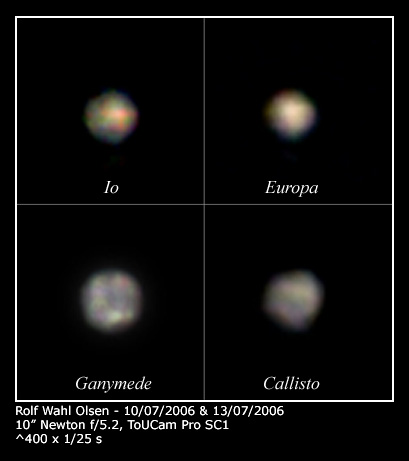 Io
Europa
Ganymede
Callisto
Rolf Wahl Olsen - 10/07/2006 & 13/07/2006
10” Newton f/5.2, ToUCam Pro SC1
^400 x 1/25 s